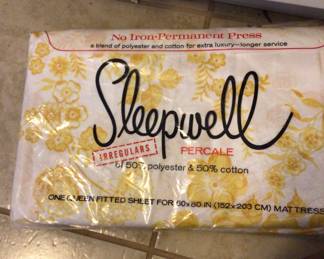 No Iron-Permanent Press
a blend of polyester and cotton for extra luxury—longer service
Sleepwell
IRREGULARS
PERCALE
of 50% polyester & 50% cotton
ONE QUEEN FITTED SHEET FOR 60x80 IN (152x203 CM) MATTRESS